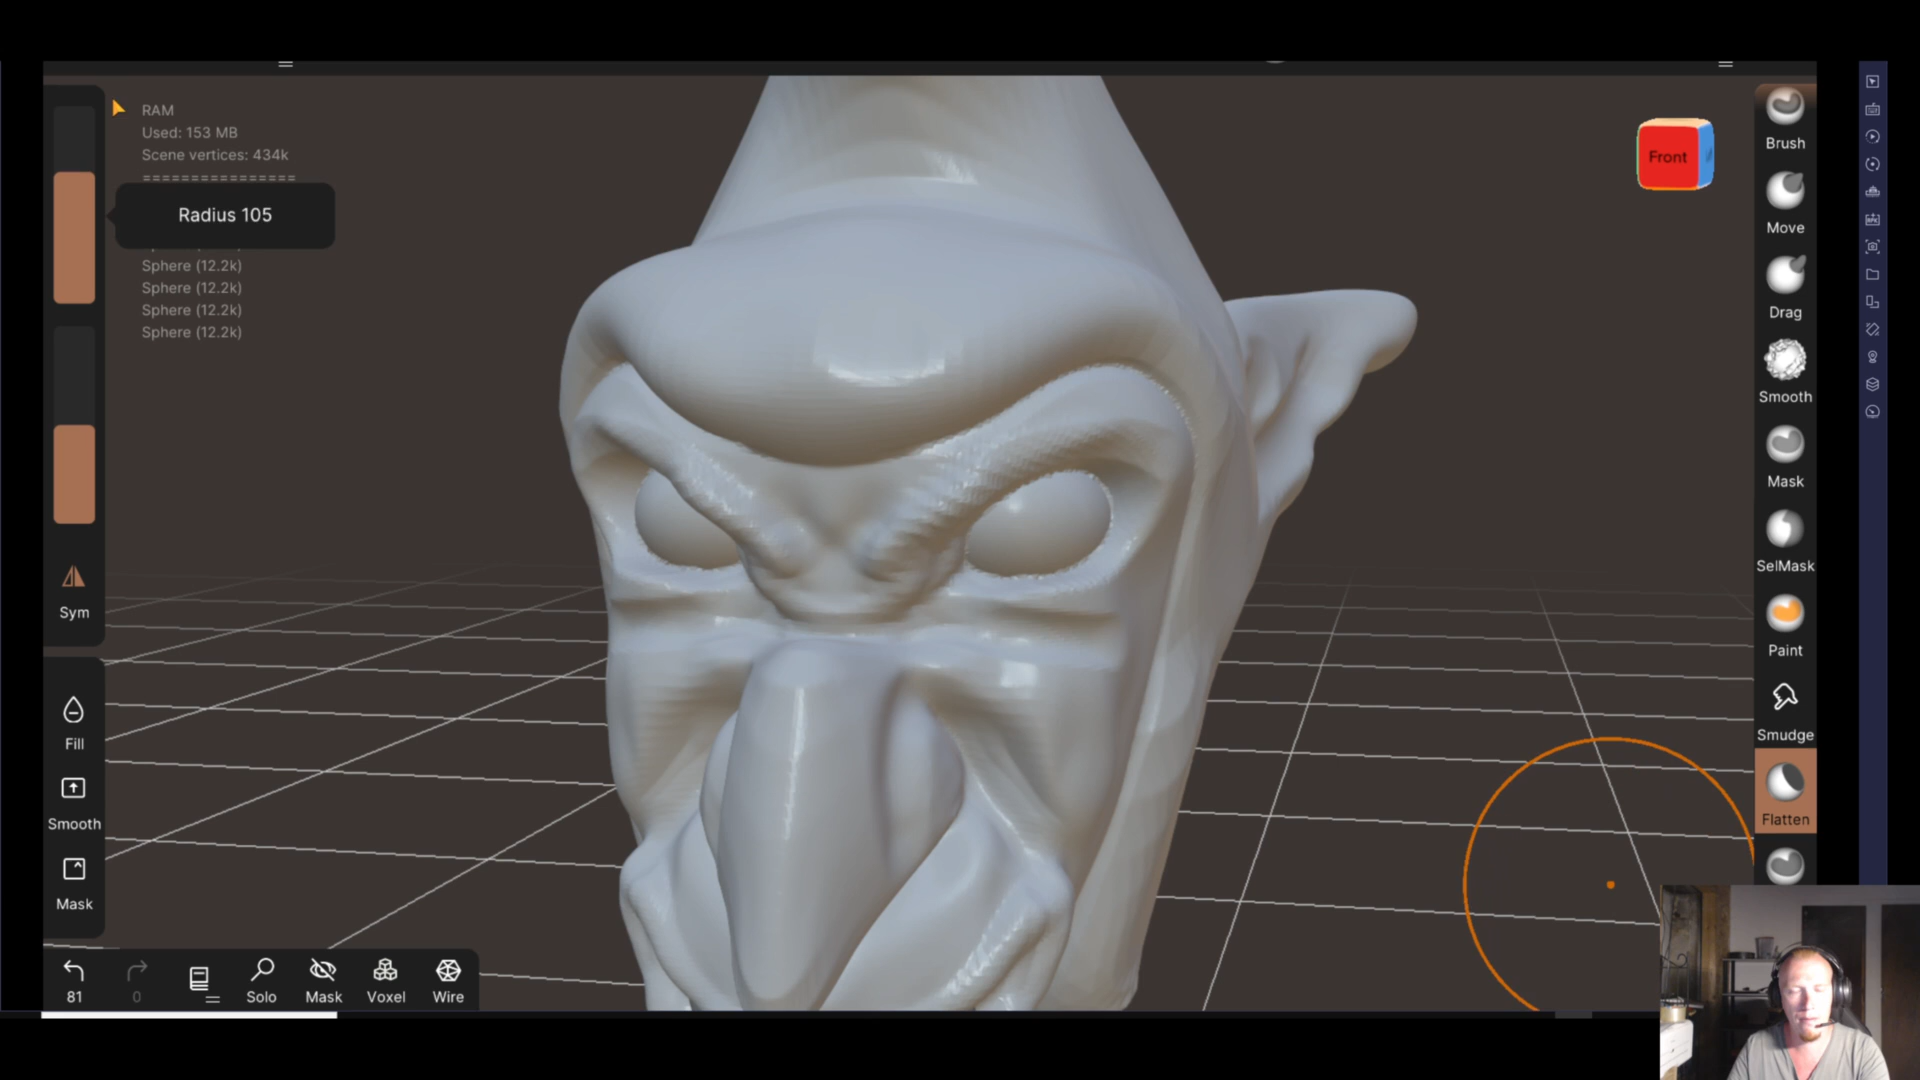 RAM
Used: 153 MB
Scene vertices: 434k
================
Radius 105
Sphere (12.2k)
Sphere (12.2k)
Sphere (12.2k)
Sphere (12.2k)
Sym
Fill
Smooth
Mask
81
0
Solo
Mask
Voxel
Wire
Front
Brush
Move
Drag
Smooth
Mask
SelMask
Paint
Smudge
Flatten